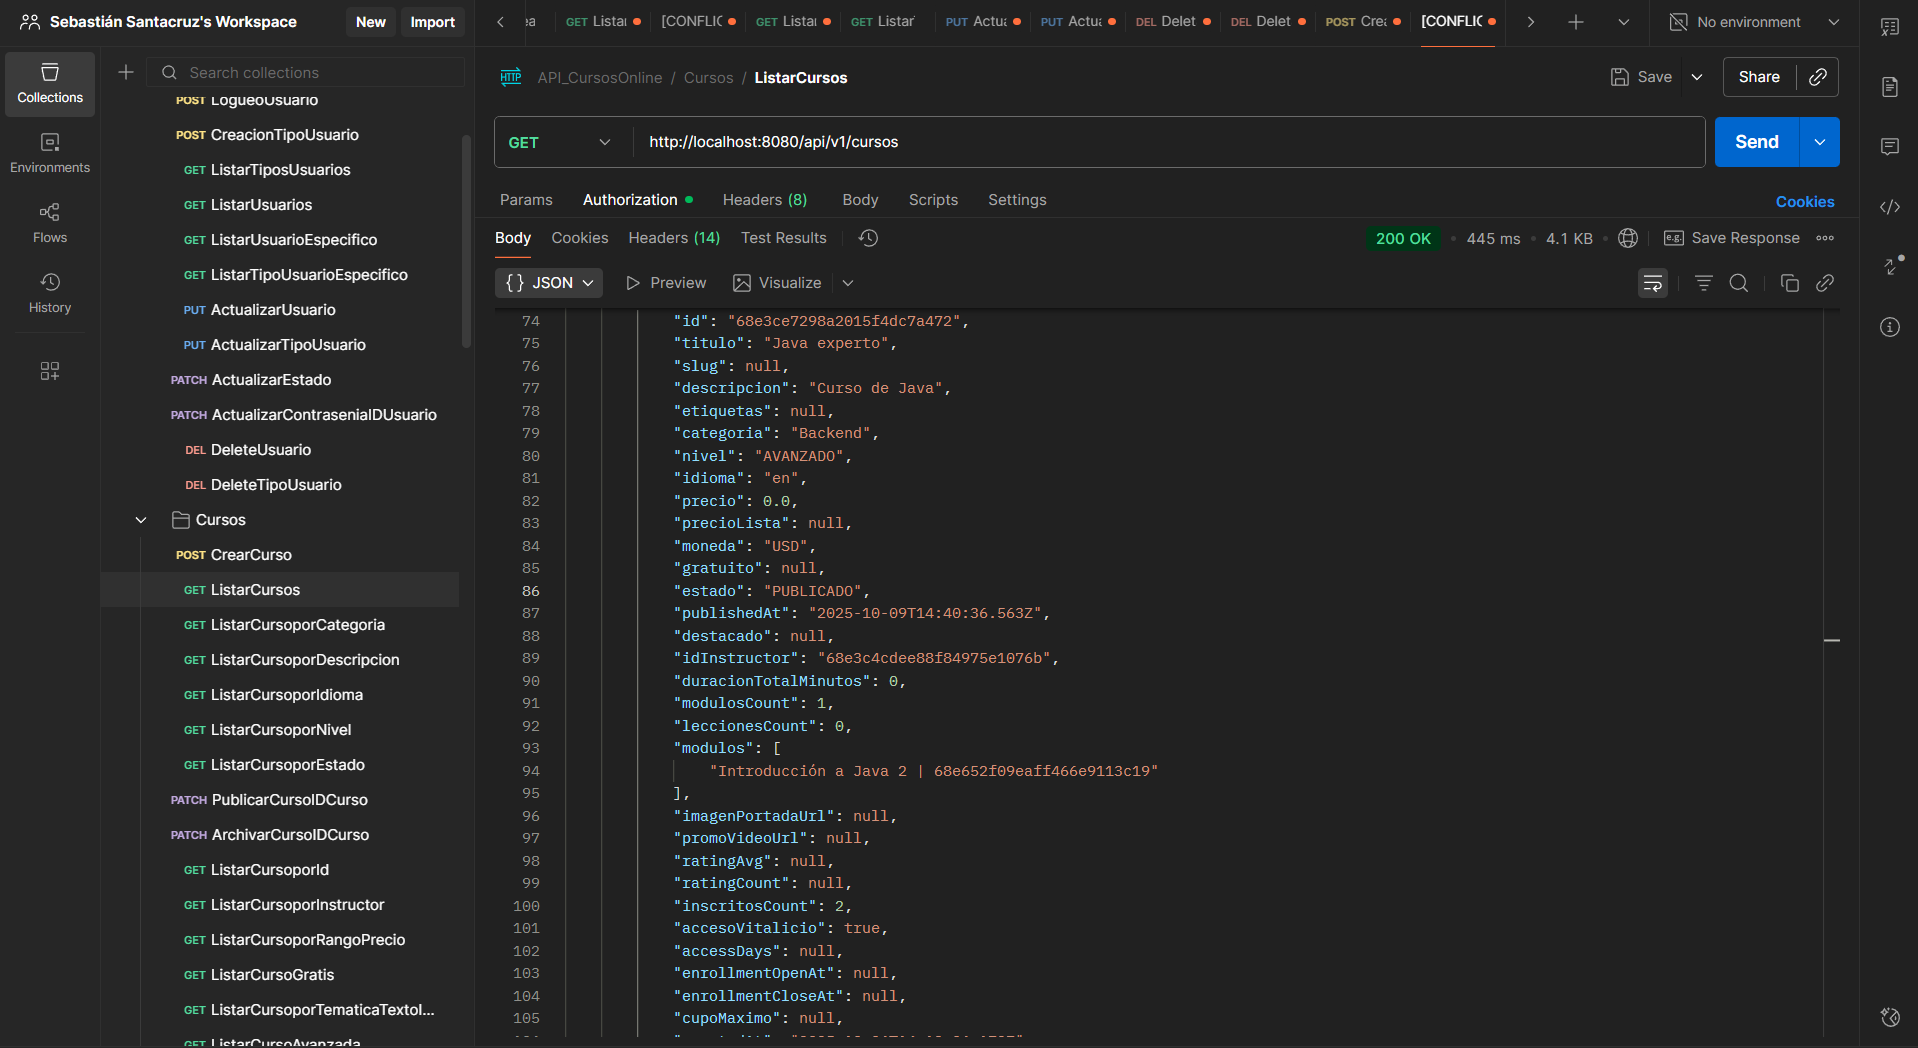 Sebastián Santacruz's Workspace
New
Import
GET Listar
[CONFLIC
GET Listar
GET Listar
PUT Actua
PUT Actua
DEL Delet
DEL Delet
POST Crea
[CONFLIC
No environment
Collections
Environments
Flows
History
Search collections
POST LogueoUsuario
POST CreacionTipoUsuario
GET ListarTiposUsuarios
GET ListarUsuarios
GET ListarUsuarioEspecifico
GET ListarTipoUsuarioEspecifico
PUT ActualizarUsuario
PUT ActualizarTipoUsuario
PATCH ActualizarEstado
PATCH ActualizarContraseniaIDUsuario
DEL DeleteUsuario
DEL DeleteTipoUsuario
Cursos
POST CrearCurso
GET ListarCursos
GET ListarCursoporCategoria
GET ListarCursoporDescripcion
GET ListarCursoporIdioma
GET ListarCursoporNivel
GET ListarCursoporEstado
PATCH PublicarCursoIDCurso
PATCH ArchivarCursoIDCurso
GET ListarCursoporId
GET ListarCursoporInstructor
GET ListarCursoporRangoPrecio
GET ListarCursoGratis
GET ListarCursoporTematicaTextoI...
GET ListarCursoAvanzada
HTTP API_CursosOnline / Cursos / ListarCursos
Save
Share
GET
http://localhost:8080/api/v1/cursos
Send
Params Authorization Headers (8) Body Scripts Settings
Cookies
Body Cookies Headers (14) Test Results
200 OK • 445 ms • 4.1 KB •
e.g. Save Response
{} JSON
Preview
Visualize
74 "id": "68e3ce7298a2015f4dc7a472",
75 "titulo": "Java experto",
76 "slug": null,
77 "descripcion": "Curso de Java",
78 "etiquetas": null,
79 "categoria": "Backend",
80 "nivel": "AVANZADO",
81 "idioma": "en",
82 "precio": 0.0,
83 "precioLista": null,
84 "moneda": "USD",
85 "gratuito": null,
86 "estado": "PUBLICADO",
87 "publishedAt": "2025-10-09T14:40:36.563Z",
88 "destacado": null,
89 "idInstructor": "68e3c4cdee88f84975e1076b",
90 "duracionTotalMinutos": 0,
91 "modulosCount": 1,
92 "leccionesCount": 0,
93 "modulos": [
94 "Introducción a Java 2 | 68e652f09eaff466e9113c19"
95 ],
96 "imagenPortadaUrl": null,
97 "promoVideoUrl": null,
98 "ratingAvg": null,
99 "ratingCount": null,
100 "inscritosCount": 2,
101 "accesoVitalicio": true,
102 "accessDays": null,
103 "enrollmentOpenAt": null,
104 "enrollmentCloseAt": null,
105 "cupoMaximo": null,